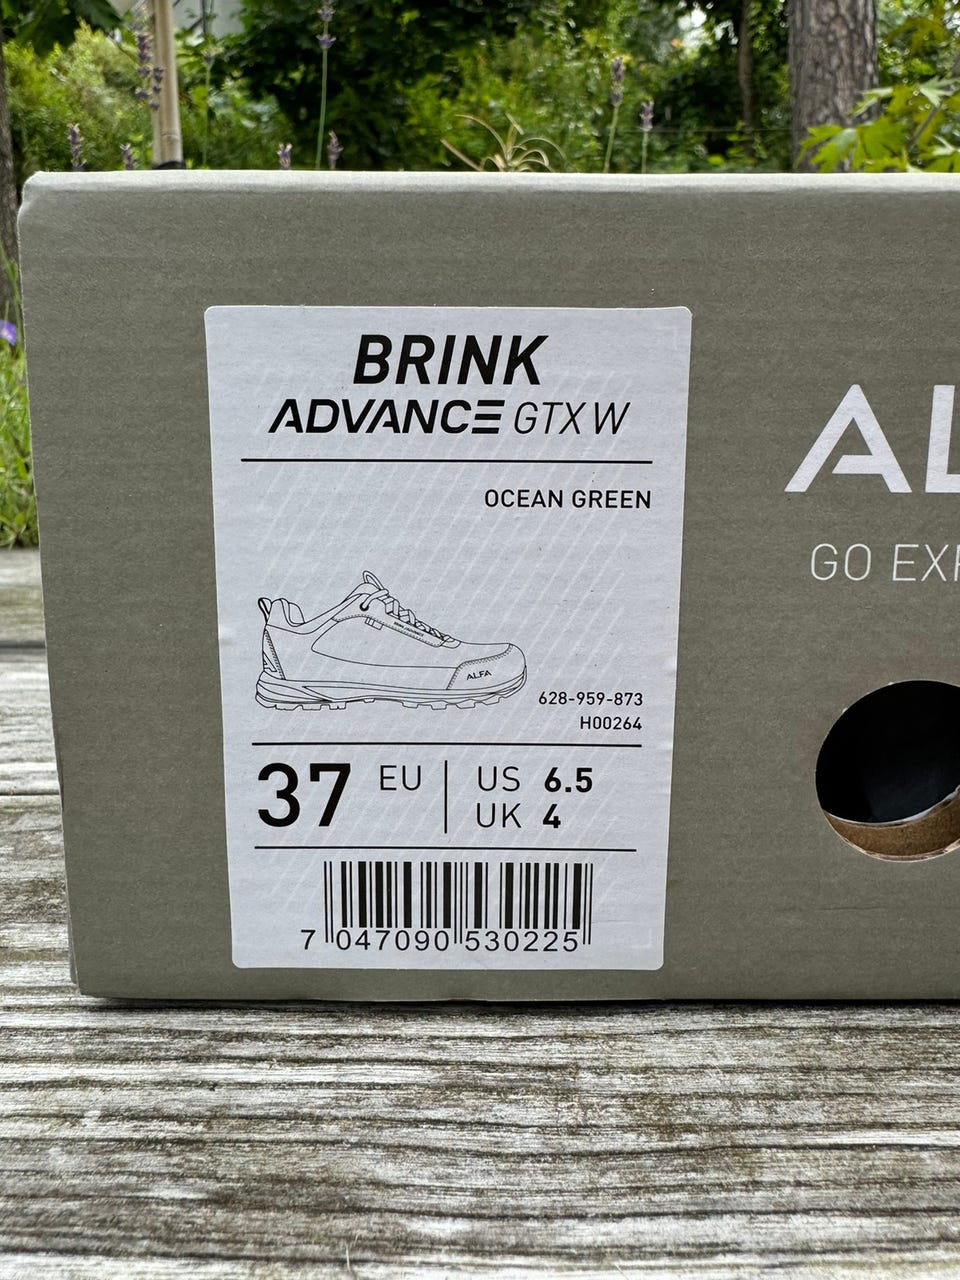 BRINK
ADVANCE GTX W
OCEAN GREEN
ALFA
628-959-873
H00264
37 EU
US 6.5
UK 4
7 047090 530225
AL
GO EX